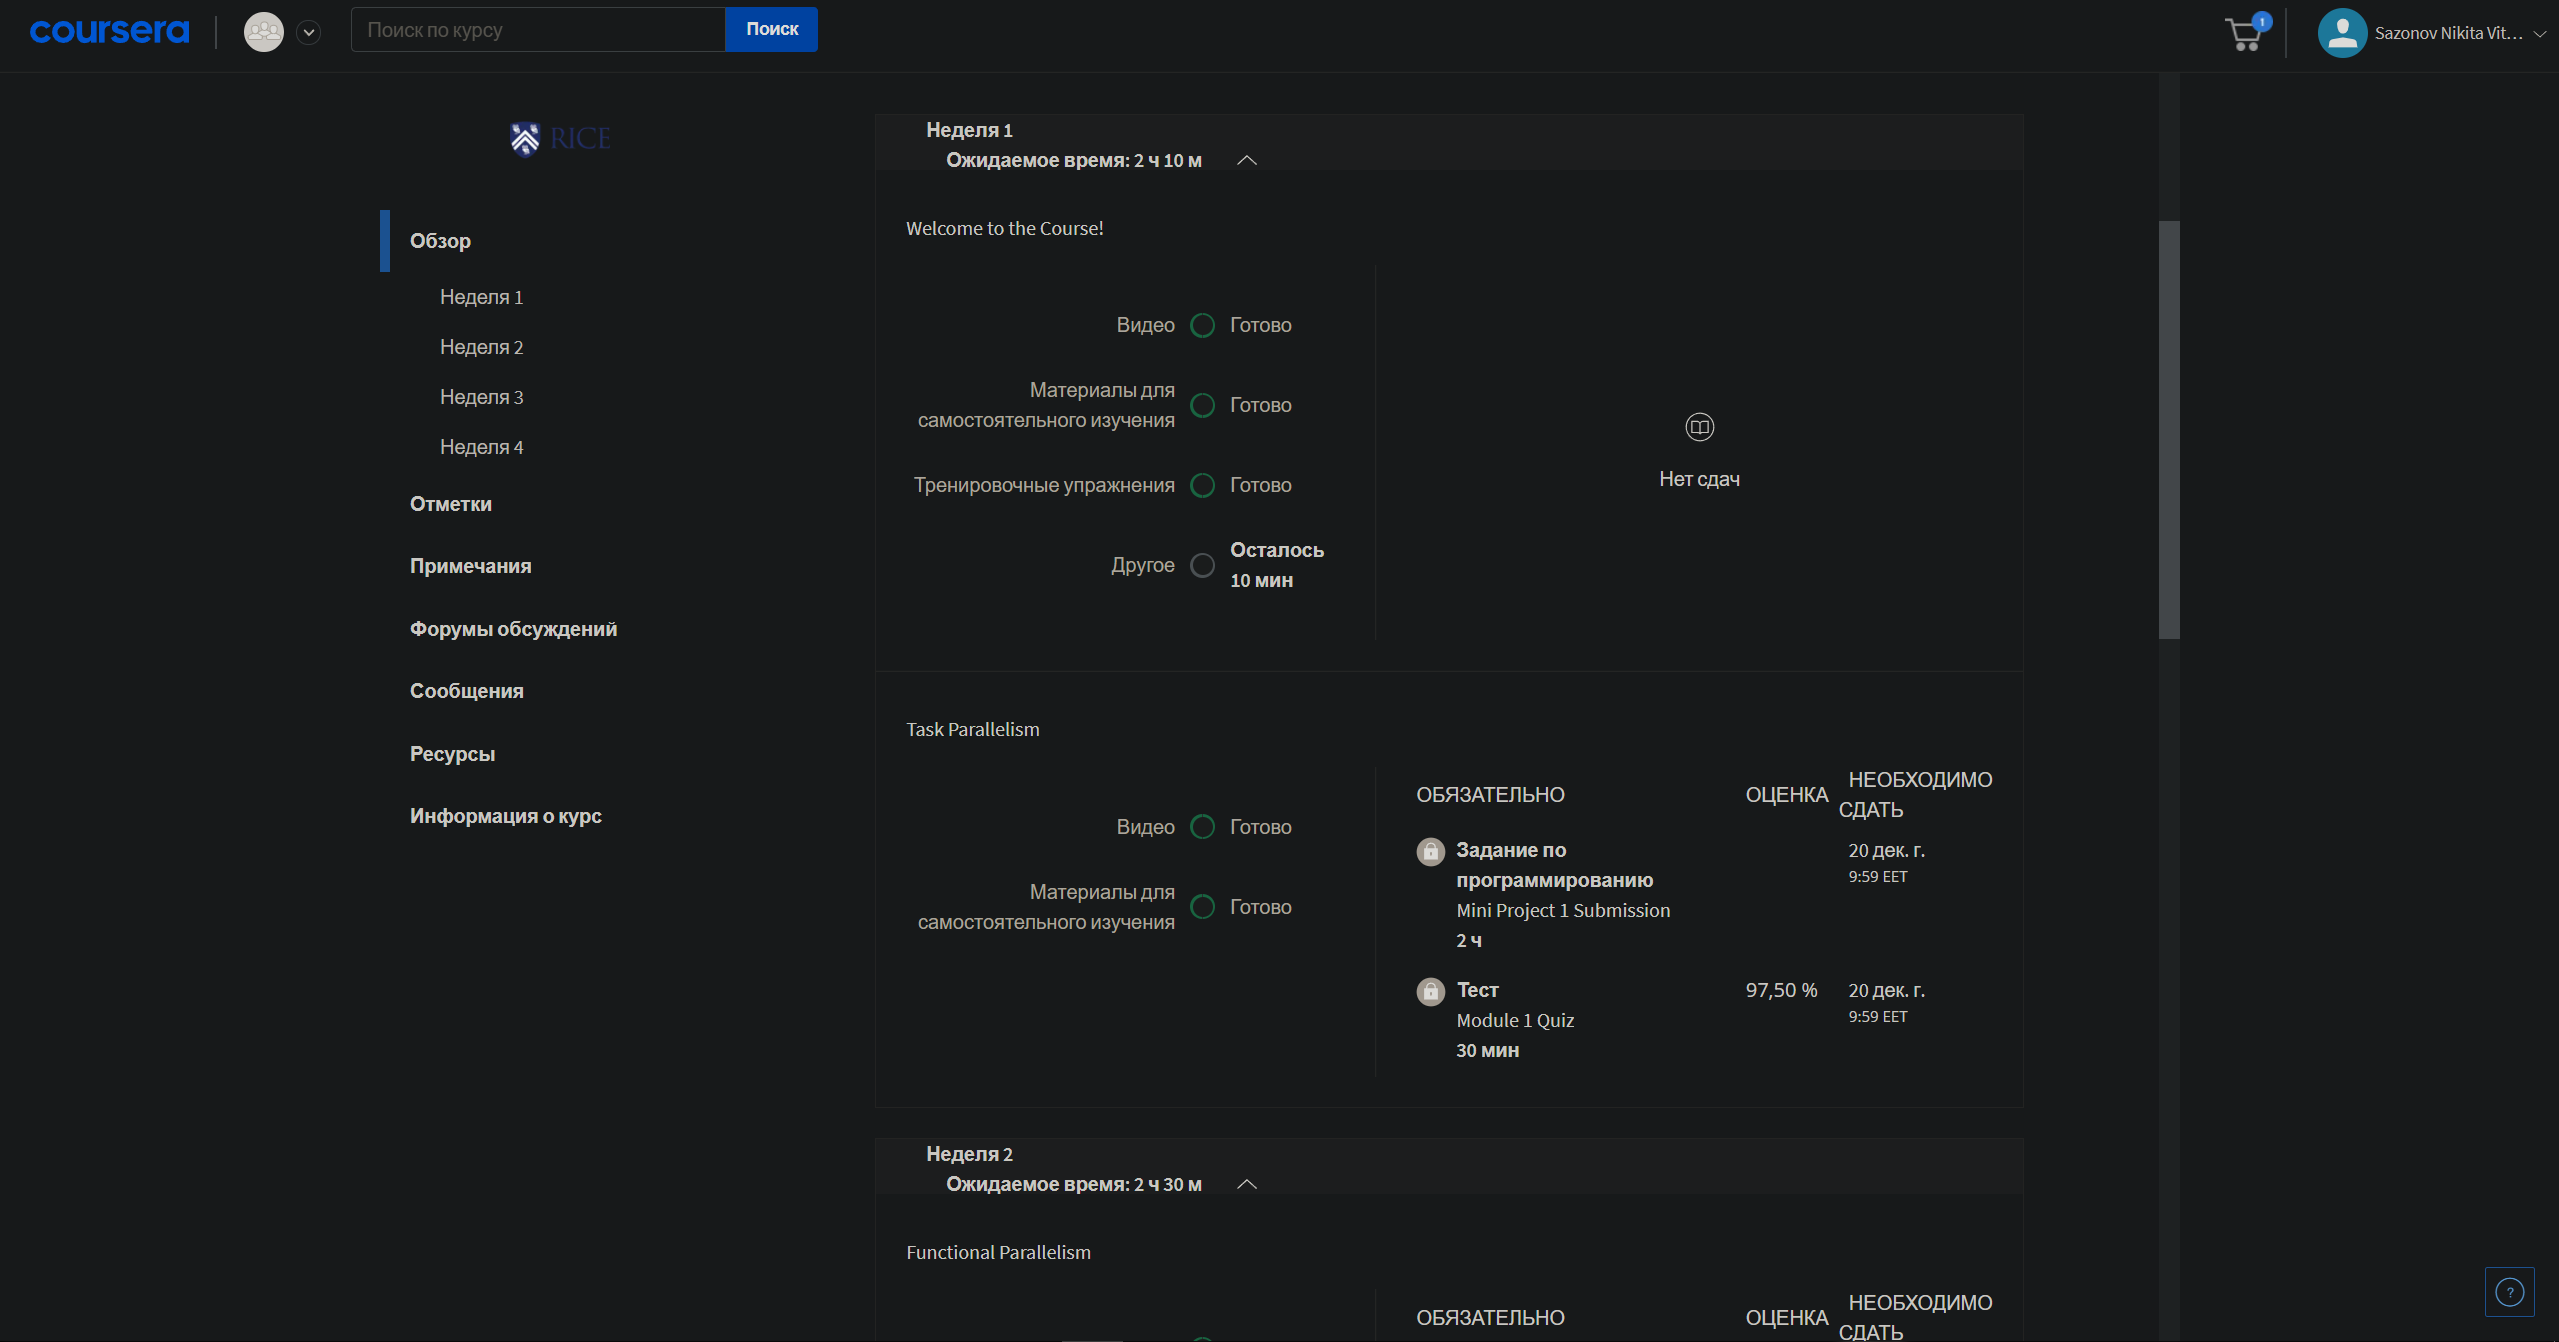 coursera
Поиск по курсу
Поиск
1
Sazonov Nikita Vit...
RICE
Обзор
Неделя 1
Неделя 2
Неделя 3
Неделя 4
Отметки
Примечания
Форумы обсуждений
Сообщения
Ресурсы
Информация о курс
Неделя 1
Ожидаемое время: 2 ч 10 м
Welcome to the Course!
Видео Готово
Материалы для
самостоятельного изучения Готово
Тренировочные упражнения Готово
Другое Осталось
10 мин
Нет сдач
Task Parallelism
Видео Готово
Материалы для
самостоятельного изучения Готово
ОБЯЗАТЕЛЬНО ОЦЕНКА НЕОБХОДИМО
СДАТЬ
Задание по 20 дек. г.
программированию 9:59 EET
Mini Project 1 Submission
2 ч
Тест 97,50 % 20 дек. г.
Module 1 Quiz 9:59 EET
30 мин
Неделя 2
Ожидаемое время: 2 ч 30 м
Functional Parallelism
ОБЯЗАТЕЛЬНО ОЦЕНКА НЕОБХОДИМО
СДАТЬ
?